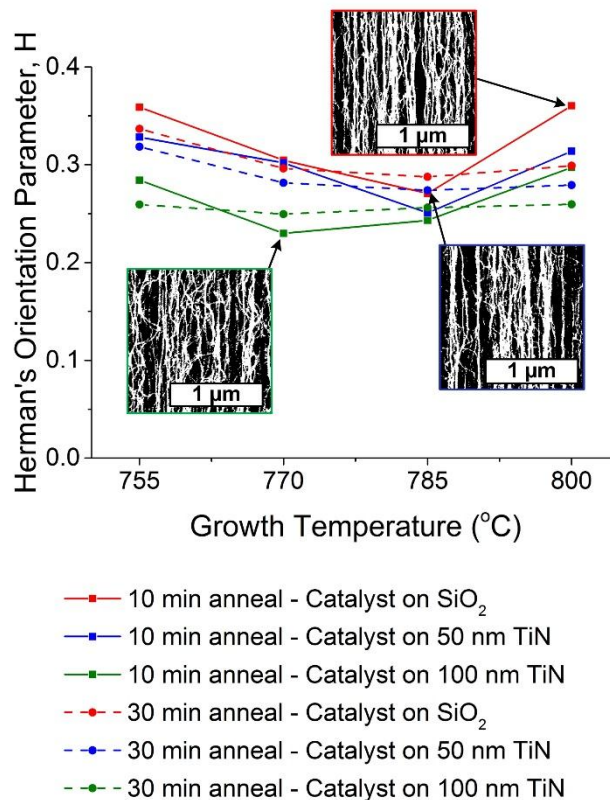 Herman's Orientation Parameter, H
0.4
0.3
0.2
0.1
0.0
1 µm
1 µm
1 µm
755 770 785 800
Growth Temperature (°C)
10 min anneal - Catalyst on SiO₂
10 min anneal - Catalyst on 50 nm TiN
10 min anneal - Catalyst on 100 nm TiN
30 min anneal - Catalyst on SiO₂
30 min anneal - Catalyst on 50 nm TiN
30 min anneal - Catalyst on 100 nm TiN